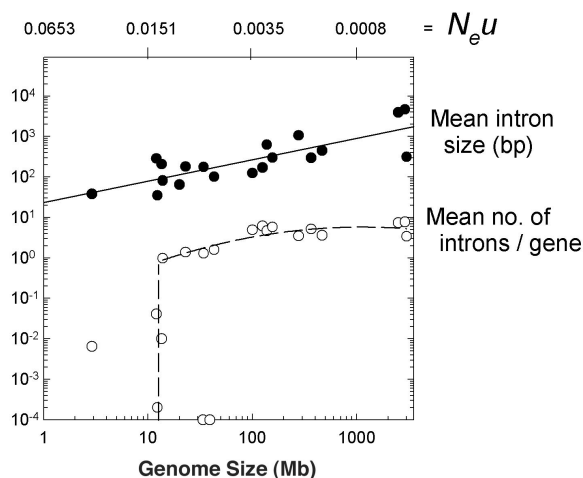 0.0653 0.0151 0.0035 0.0008 = Nₑu
10⁴
10³
10²
10¹
10⁰
10⁻¹
10⁻²
10⁻³
10⁻⁴
Mean intron
size (bp)
Mean no. of
introns / gene
1 10 100 1000
Genome Size (Mb)